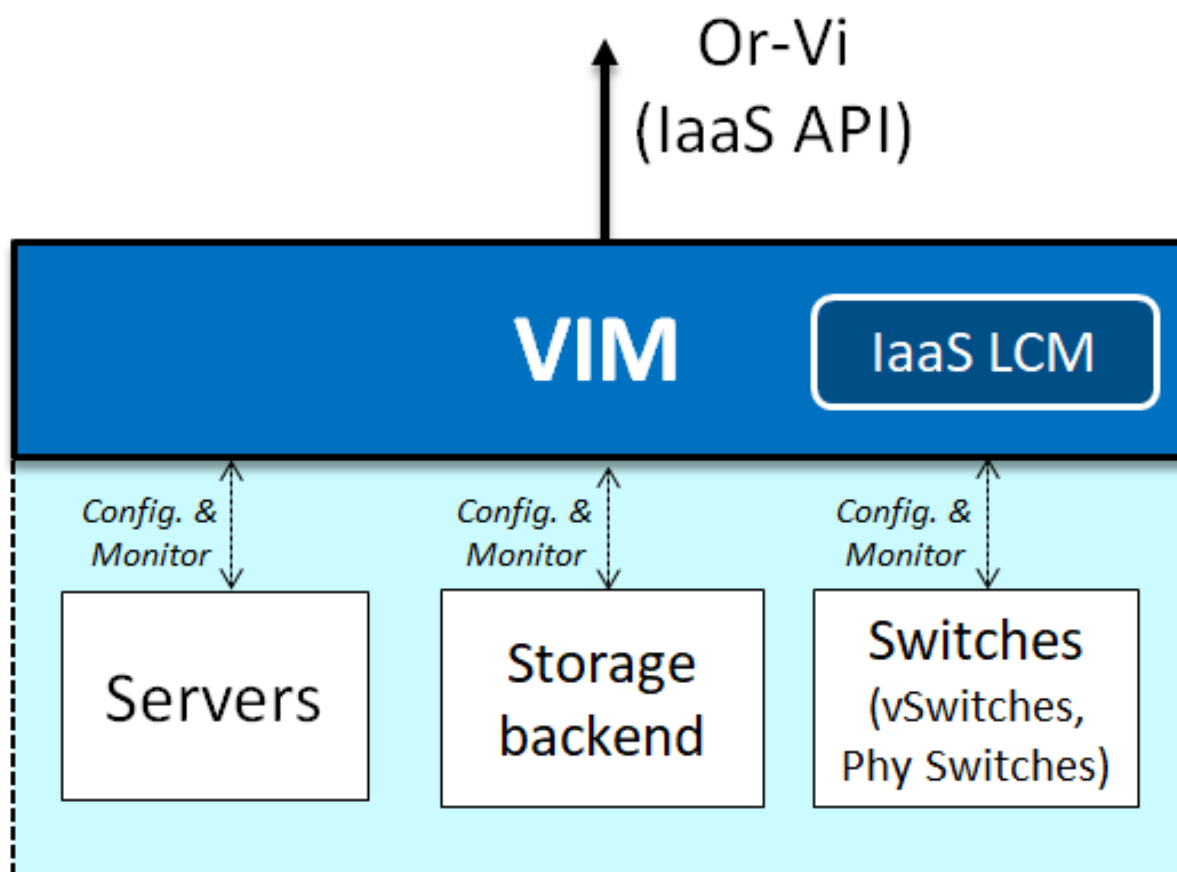 Or-Vi
(IaaS API)
VIM
IaaS LCM
Config. &
Monitor
Config. &
Monitor
Config. &
Monitor
Servers
Storage
backend
Switches
(vSwitches,
Phy Switches)